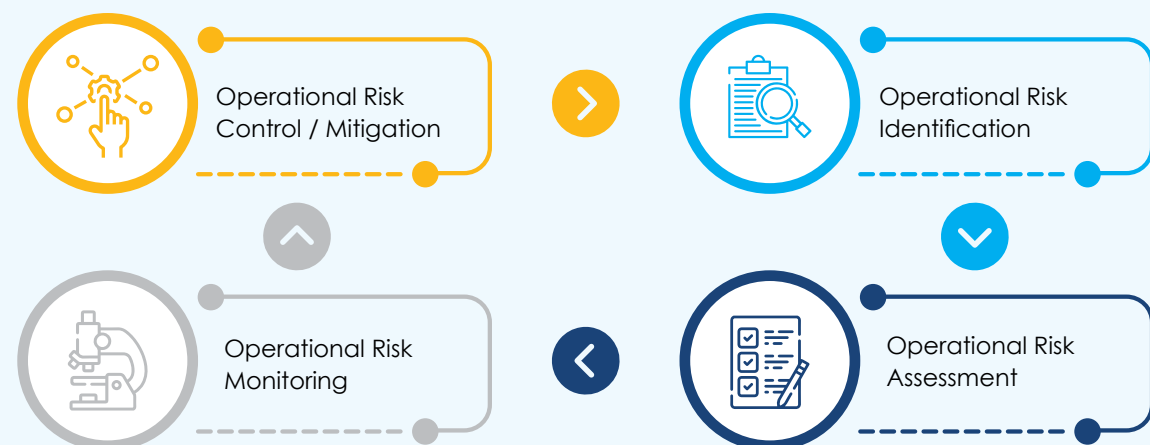 Operational Risk
Control / Mitigation
Operational Risk
Identification
Operational Risk
Monitoring
Operational Risk
Assessment